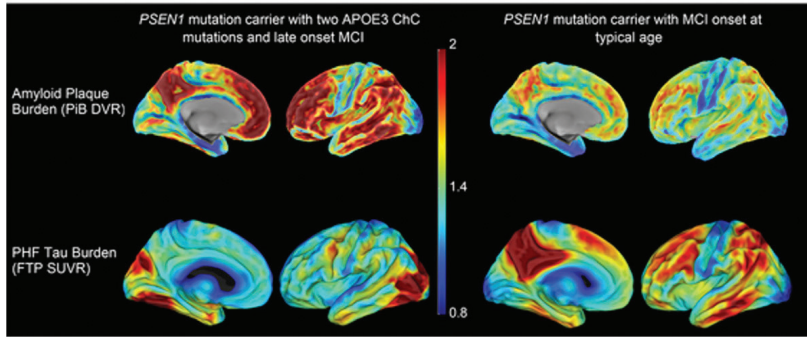 PSEN1 mutation carrier with two APOE3 ChC
mutations and late onset MCI
PSEN1 mutation carrier with MCI onset at
typical age
Amyloid Plaque
Burden (PiB DVR)
2
1.4
PHF Tau Burden
(FTP SUVR)
0.8